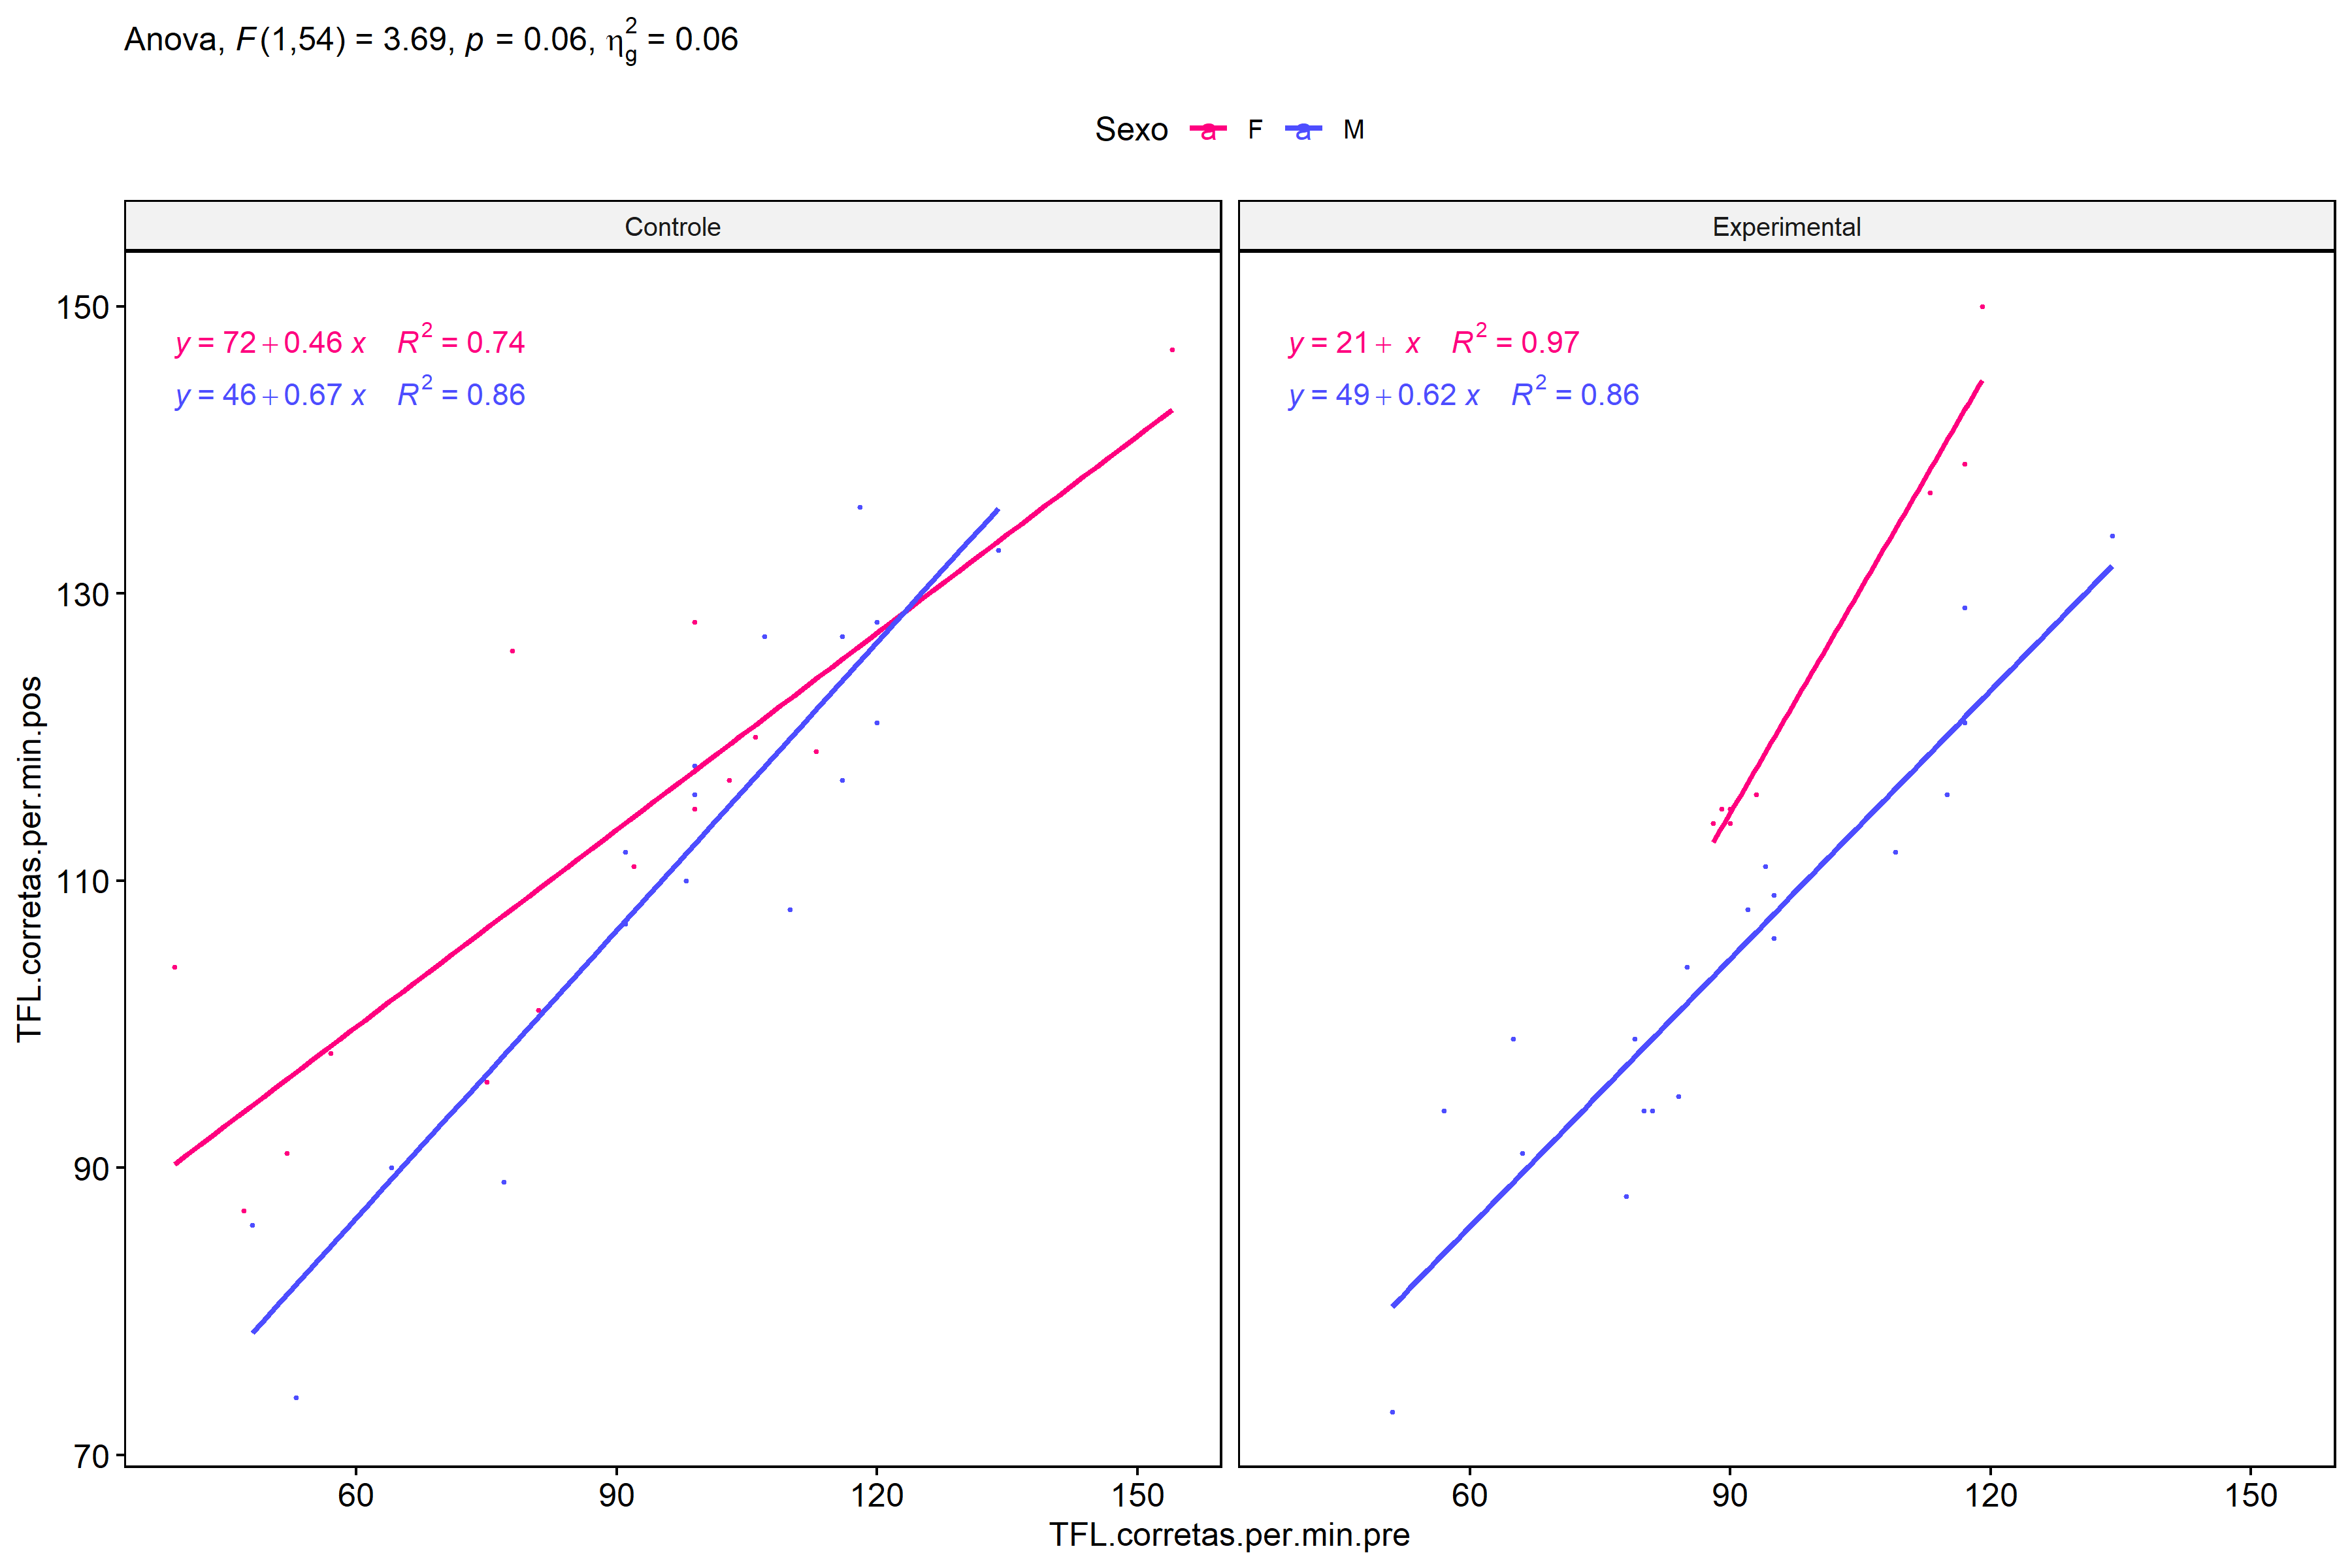 Anova, F(1,54) = 3.69, p = 0.06, η²g = 0.06
Sexo a F a M
Controle
Experimental
y = 72 + 0.46 x R² = 0.74
y = 46 + 0.67 x R² = 0.86
y = 21 + x R² = 0.97
y = 49 + 0.62 x R² = 0.86
TFL.corretas.per.min.pos
150
130
110
90
70
60 90 120 150
60 90 120 150
TFL.corretas.per.min.pre